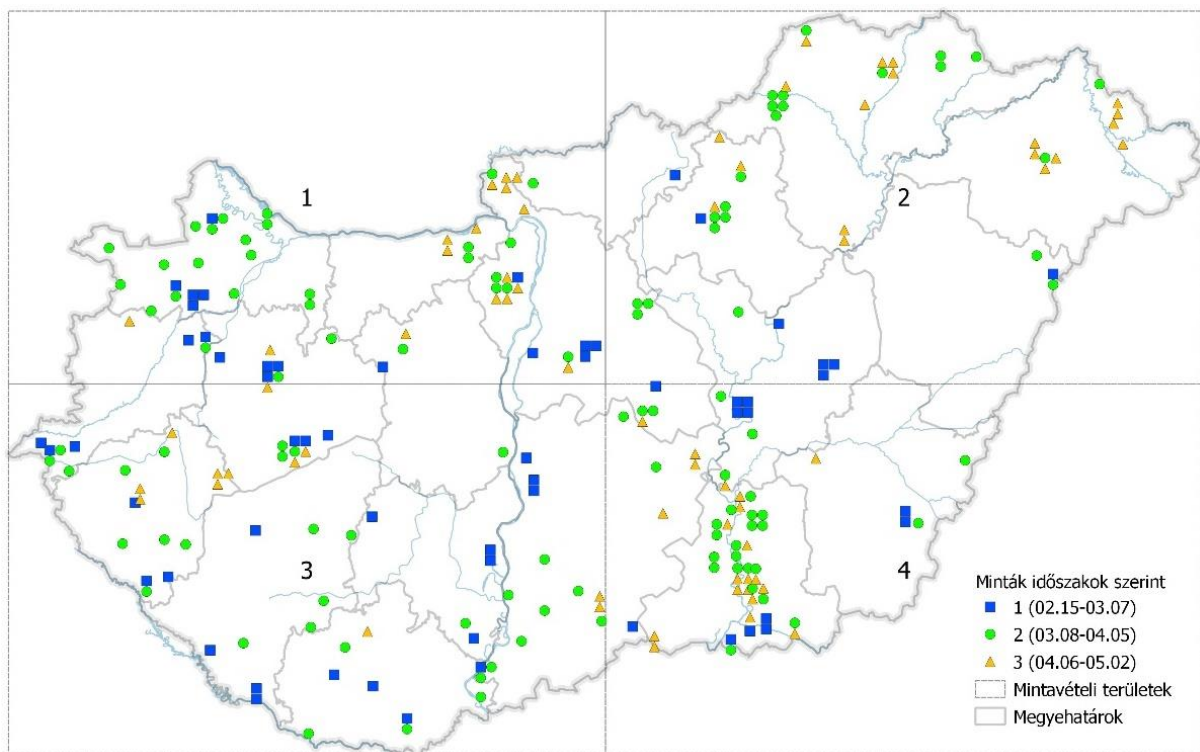 1
2
3
4
Minták időszakok szerint
1 (02.15-03.07)
2 (03.08-04.05)
3 (04.06-05.02)
Mintavételi területek
Megyehatárok